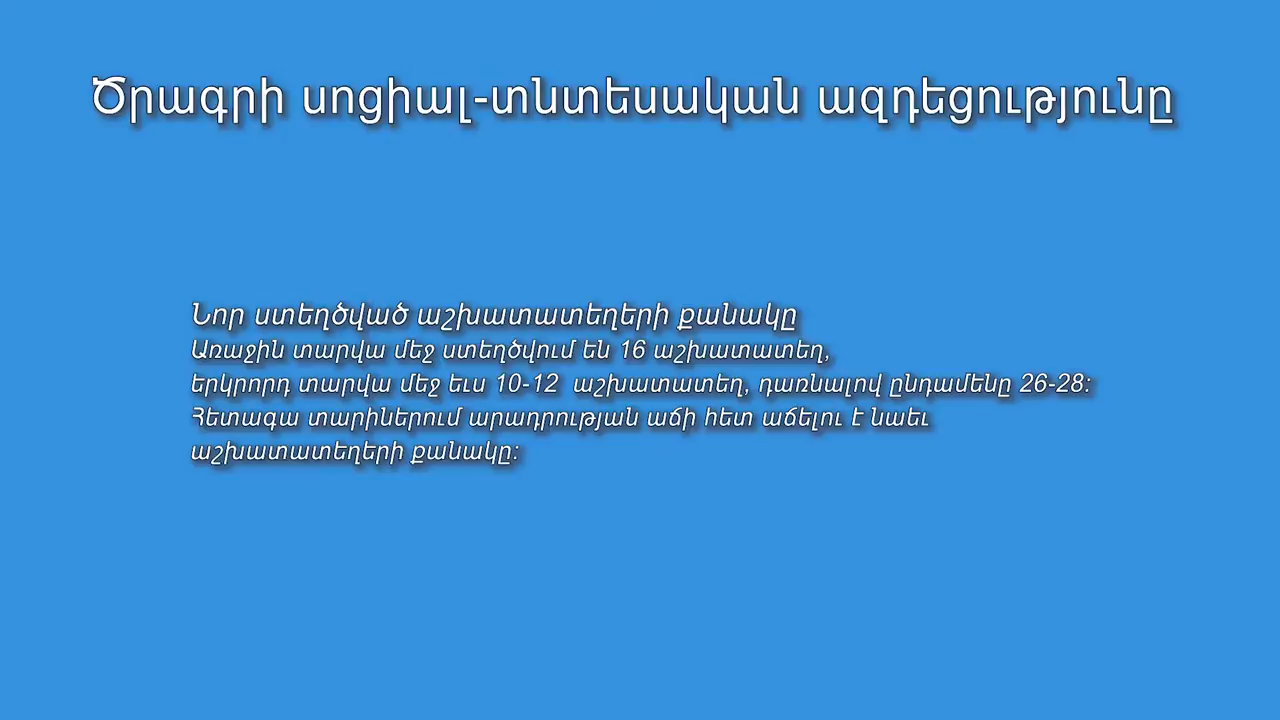 Ծրագրի սոցիալ-տնտեսական ազդեցությունը
Նոր ստեղծված աշխատատեղերի քանակը
Առաջին տարվա մեջ ստեղծվում են 16 աշխատատեղ,
երկրորդ տարվա մեջ եւս 10-12 աշխատատեղ, դառնալով ընդամենը 26-28:
Հետագա տարիներում արադրության աճի հետ աճելու է նաեւ
աշխատատեղերի քանակը: